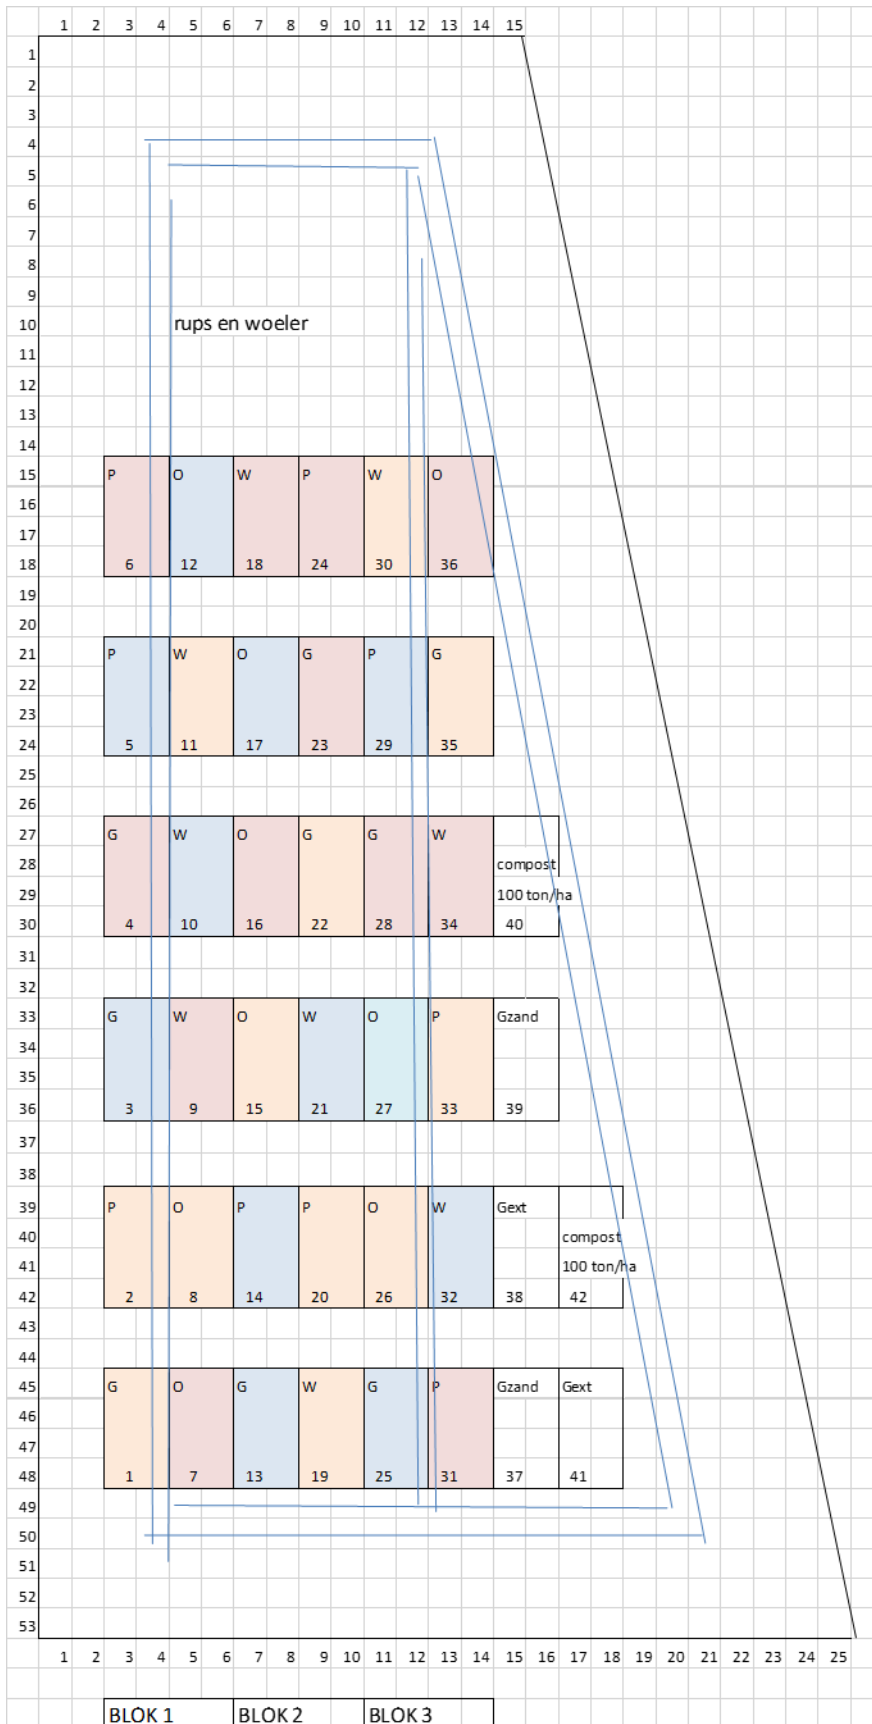 1 2 3 4 5 6 7 8 9 10 11 12 13 14 15
1
2
3
4
5
6
7
8
9
10 rups en woeler
11
12
13
14
15 P O W P W O
16
17
18 6 12 18 24 30 36
19
20
21 P W O G P G
22
23
24 5 11 17 23 29 35
25
26
27 G W O G G W
28 compost
29 100 ton/ha
30 4 10 16 22 28 34 40
31
32
33 G W O W O P Gzand
34
35
36 3 9 15 21 27 33 39
37
38
39 P O P P O W Gext
40 compost
41 100 ton/ha
42 2 8 14 20 26 32 38 42
43
44
45 G O G W G P Gzand Gext
46
47
48 1 7 13 19 25 31 37 41
49
50
51
52
53
1 2 3 4 5 6 7 8 9 10 11 12 13 14 15 16 17 18 19 20 21 22 23 24 25
BLOK 1 BLOK 2 BLOK 3